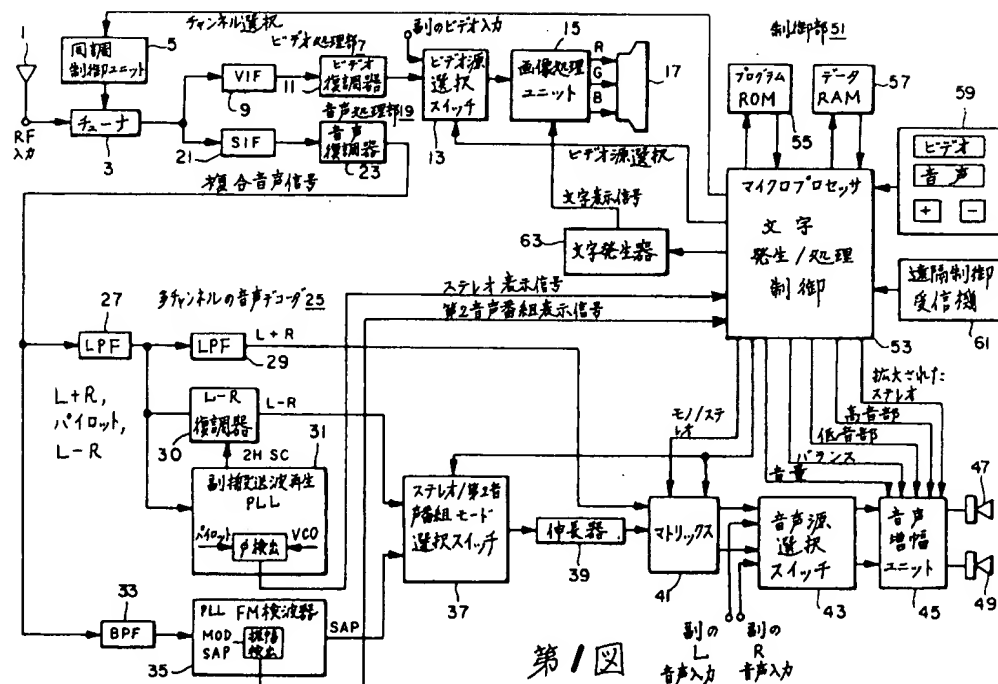 1
チャンネル選択
同調
制御ユニット
5
RF
入力
チューナ
3
ビデオ処理部7
VIF
9
ビデオ
復調器
11
音声処理部19
SIF
21
音声
復調器
23
複合音声信号
副のビデオ入力
ビデオ源
選択
スイッチ
13
15
画像処理
ユニット
R
G
B
17
ビデオ源選択
文字表示信号
63
文字発生器
制御部 51
プログラム
ROM
55
データ
RAM
57
マイクロプロセッサ
文字
発生/処理
制御
53
59
ビデオ
音声
+
-
遠隔制御
受信機
61
ステレオ表示信号
第2音声番組表示信号
多チャンネルの音声デコーダ25
27
LPF
LPF
29
L+R
L+R,
パイロット,
L-R
L-R
復調器
30
L-R
2H SC
31
副搬送波再生
PLL
パイロット
φ検出
VCO
33
BPF
PLL FM検波器
MOD
SAP
振幅
検出
35
SAP
ステレオ/第2音
声番組モード
選択スイッチ
37
伸長器
39
モノ/ステ
レオ
マトリックス
41
音声源
選択
スイッチ
43
副の
L
音声入力
副の
R
音声入力
拡大された
ステレオ
高音部
低音部
バランス
音量
音声
増幅
ユニット
45
47
49
第1図